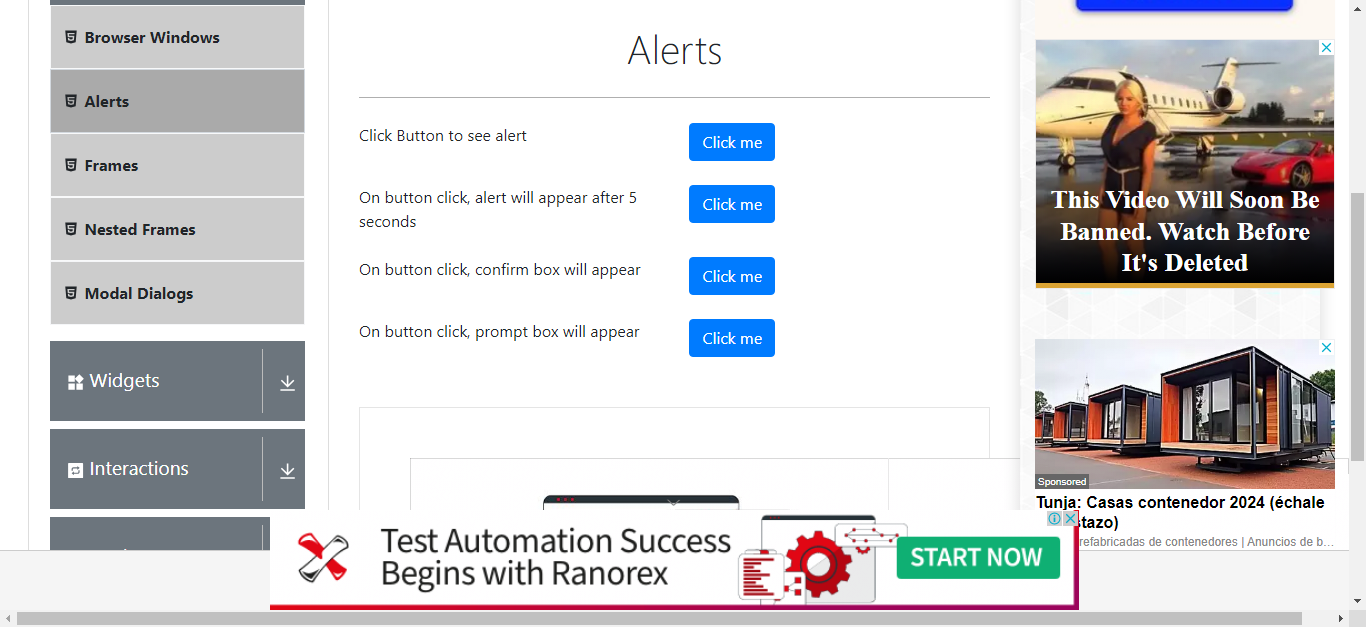 Browser Windows
Alerts
Frames
Nested Frames
Modal Dialogs
Widgets
Interactions
Alerts
Click Button to see alert
Click me
On button click, alert will appear after 5
seconds
Click me
On button click, confirm box will appear
Click me
On button click, prompt box will appear
Click me
This Video Will Soon Be
Banned. Watch Before
It's Deleted
Sponsored
Tunja: Casas contenedor 2024 (échale
stazo)
refabricadas de contenedores | Anuncios de b...
Test Automation Success
Begins with Ranorex
START NOW